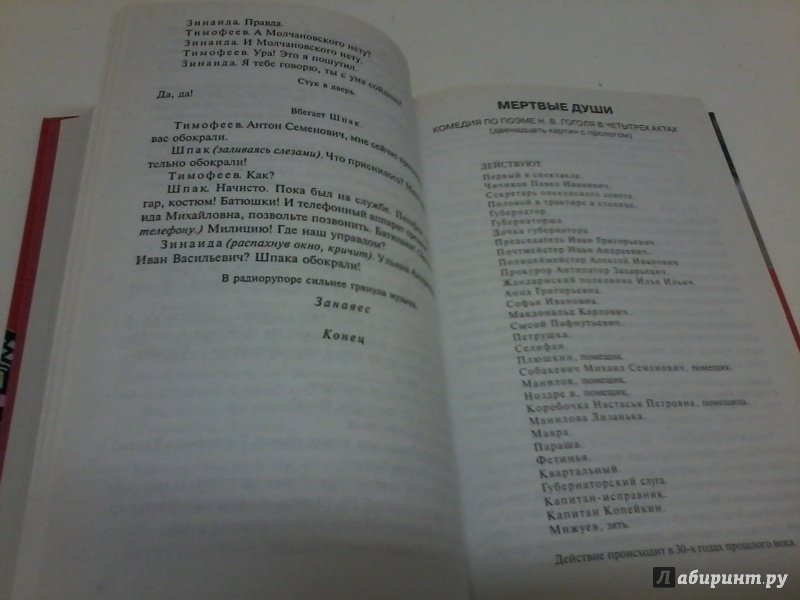 Зинаида. Правда.
Тимофеев. А Молчановского нету?
Зинаида. И Молчановского нету.
Тимофеев. Ура! Это я пошутил.
Зинаида. Я тебе говорю, ты с ума сойдешь!
Стук в дверь
Да, да!
Вбегает Шпак.
Тимофеев. Антон Семенович, мне сейчас
вас обокрали.
Шпак (заливаясь слезами). Что приснилось?
тельно обокрали!
Тимофеев. Как?
Шпак. Начисто. Пока был на службе.
гар, костюм! Батюшки! И телефонный аппарат
ида Михайловна, позвольте позвонить. Батюшки!
телефону.) Милицию! Где наш управдом?
Зинаида (распахнув окно, кричит). Ульяна
Иван Васильевич? Шпака обокрали!
В радиорупоре сильнее грянула музыка.
Занавес
Конец
МЕРТВЫЕ ДУШИ
КОМЕДИЯ ПО ПОЭМЕ Н. В. ГОГОЛЯ В ЧЕТЫРЕХ АКТАХ
(двенадцать картин с прологом)
ДЕЙСТВУЮТ:
Первый в спектакле.
Чичиков Павел Иванович.
Секретарь опекунского совета.
Половой в трактире в столице.
Губернатор.
Губернаторша.
Дочка губернатора
Председатель Иван Григорьевич.
Почтмейстер Иван Андреевич.
Полицеймейстер Алексей Иванович
Прокурор Антипатор Захарьевич.
Жандармский полковник Илья Ильич.
Анна Григорьевна.
Софья Ивановна.
Макдональд Карлович.
Сысой Пафнутьевич.
Петрушка.
Селифан.
Плюшкин, помещик.
Собакевич Михаил Семенович, помещик.
Манилов, помещик.
Ноздрев, помещик.
Коробочка Настасья Петровна, помещица.
Манилова Лизанька.
Мавра.
Параша.
Фетинья.
Квартальный.
Губернаторский слуга.
Капитан-исправник.
Капитан Копейкин.
Мижуев, зять.
Действие происходит в 30-х годах прошлого века.
Лабиринт.ру